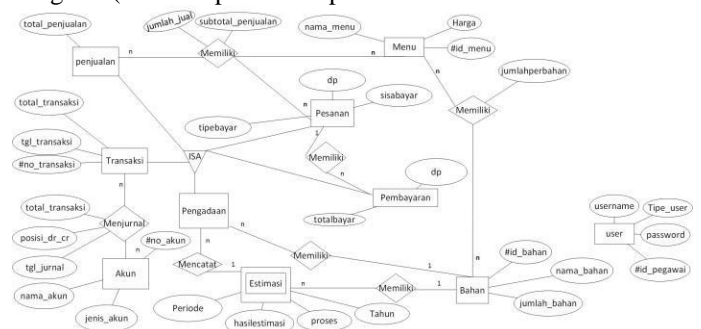 total_penjualan
jumlah_jual
subtotal_penjualan
nama_menu
Harga
penjualan
n
Memiliki
n
Menu
#id_menu
n
jumlahperbahan
dp
total_transaksi
n
Pesanan
sisabayar
Memiliki
tipebayar
1
tgl_transaksi
#no_transaksi
Transaksi
ISA
Memiliki
dp
n
n
Pembayaran
total_transaksi
Pengadaan
totalbayar
username
Tipe_user
Menjurnal
posisi_dr_cr
#no_akun
n
n
user
password
tgl_jurnal
n
Memiliki
n
#id_bahan
#id_pegawai
Mencatat
1
1
nama_akun
Akun
Estimasi
n
Memiliki
1
Bahan
nama_bahan
Periode
Tahun
jumlah_bahan
jenis_akun
hasilestimasi
proses